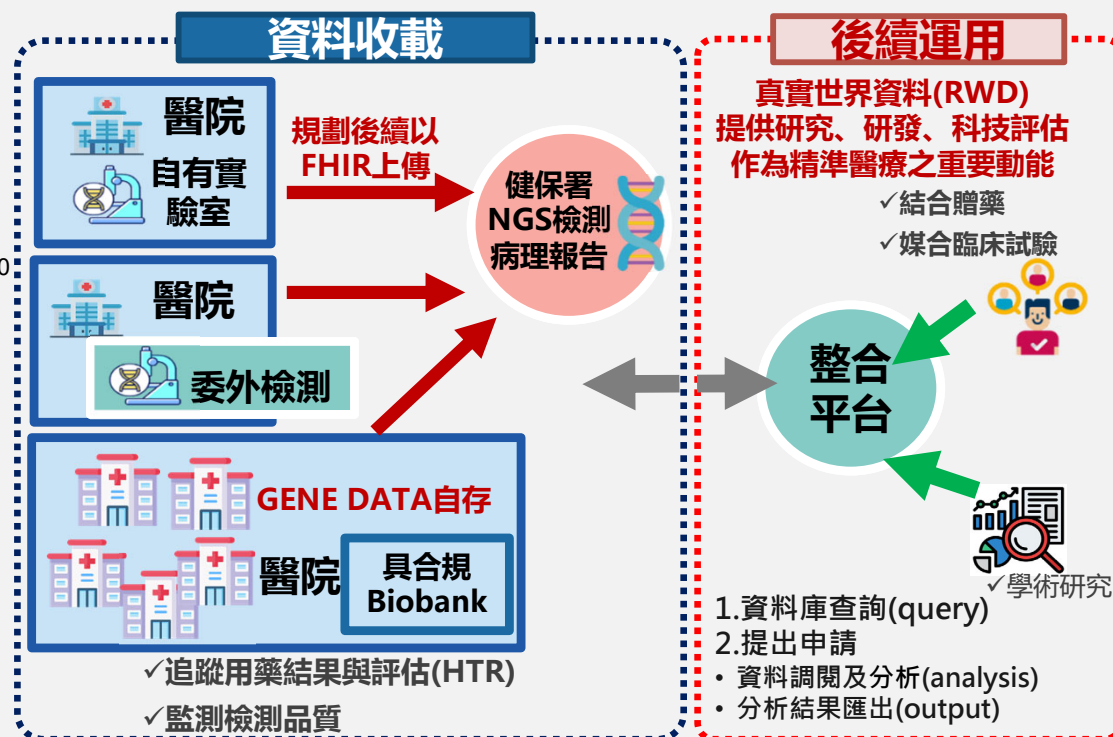 資料收載
醫院
自有實
驗室
規劃後續以
FHIR上傳
健保署
NGS檢測
病理報告
0
醫院
委外檢測
GENE DATA自存
醫院
具合規
Biobank
✓追蹤用藥結果與評估(HTR)
✓監測檢測品質
後續運用
真實世界資料(RWD)
提供研究、研發、科技評估
作為精準醫療之重要動能
✓結合贈藥
✓媒合臨床試驗
整合
平台
✓學術研究
1.資料庫查詢(query)
2.提出申請
• 資料調閱及分析(analysis)
• 分析結果匯出(output)